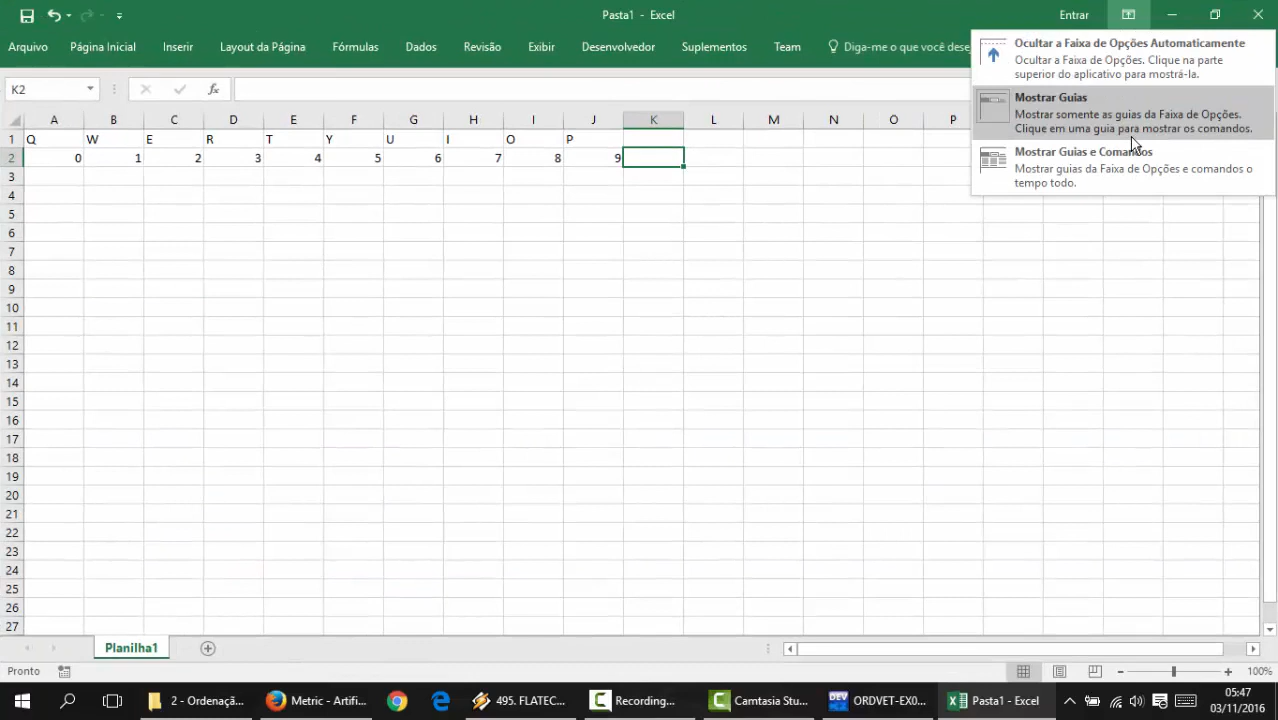 Pasta1 - Excel
Entrar
Arquivo Página Inicial Inserir Layout da Página Fórmulas Dados Revisão Exibir Desenvolvedor Suplementos Team Diga-me o que você dese
Ocultar a Faixa de Opções Automaticamente
Ocultar a Faixa de Opções. Clique na parte
superior do aplicativo para mostrá-la.
Mostrar Guias
Mostrar somente as guias da Faixa de Opções.
Clique em uma guia para mostrar os comandos.
Mostrar Guias e Comandos
Mostrar guias da Faixa de Opções e comandos o
tempo todo.
K2 fx
A B C D E F G H I J K L M N O P
1 Q W E R T Y U I O P
2 0 1 2 3 4 5 6 7 8 9
3
4
5
6
7
8
9
10
11
12
13
14
15
16
17
18
19
20
21
22
23
24
25
26
27
Planilha1
Pronto
100%
2 - Ordenaçã...
Metric - Artifi...
495. FLATEC...
Recording...
Camtasia Stu...
ORDVET-EX0...
Pasta1 - Excel
05:47
03/11/2016